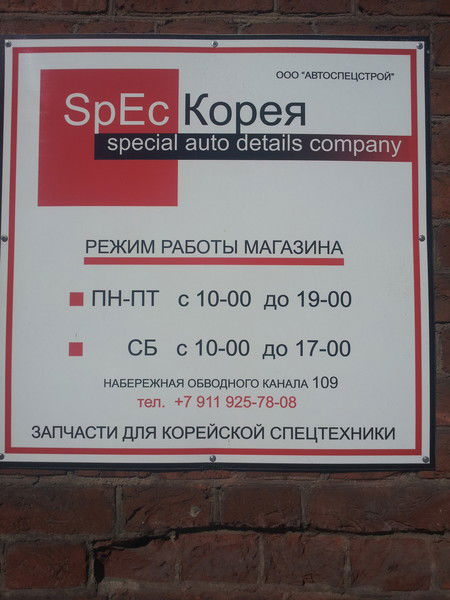 ООО "АВТОСПЕЦСТРОЙ"
SpEc Корея
special auto details company
РЕЖИМ РАБОТЫ МАГАЗИНА
ПН-ПТ с 10-00 до 19-00
СБ с 10-00 до 17-00
НАБЕРЕЖНАЯ ОБВОДНОГО КАНАЛА 109
тел. +7 911 925-78-08
ЗАПЧАСТИ ДЛЯ КОРЕЙСКОЙ СПЕЦТЕХНИКИ